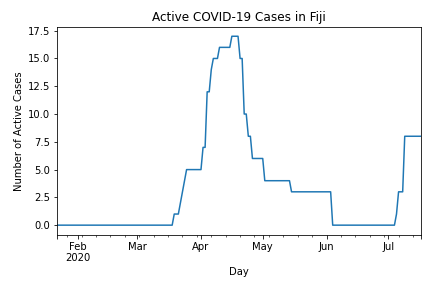 Active COVID-19 Cases in Fiji
Number of Active Cases
17.5
15.0
12.5
10.0
7.5
5.0
2.5
0.0
Feb Mar Apr May Jun Jul
2020
Day